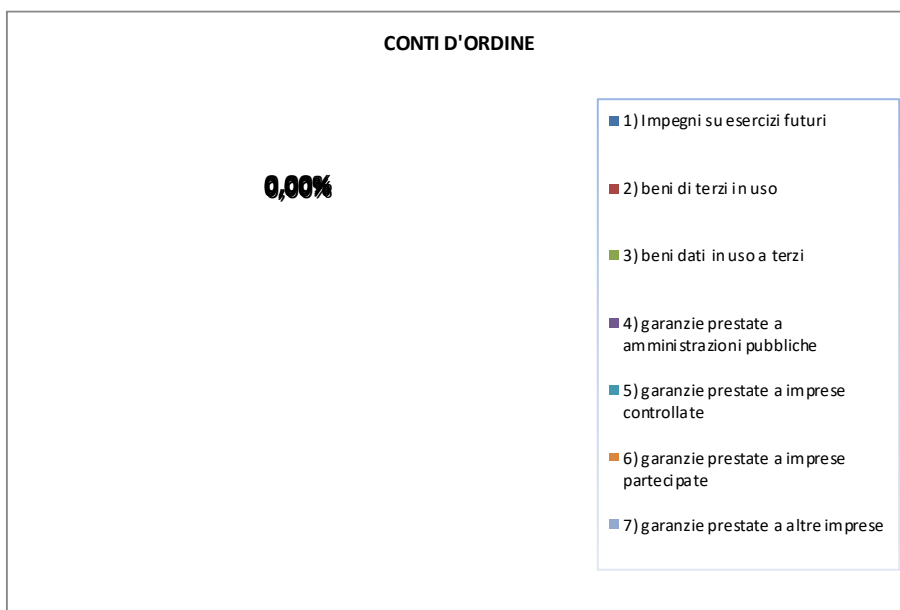 CONTI D'ORDINE
0,00%
1) Impegni su esercizi futuri
2) beni di terzi in uso
3) beni dati in uso a terzi
4) garanzie prestate a
amministrazioni pubbliche
5) garanzie prestate a imprese
controllate
6) garanzie prestate a imprese
partecipate
7) garanzie prestate a altre imprese